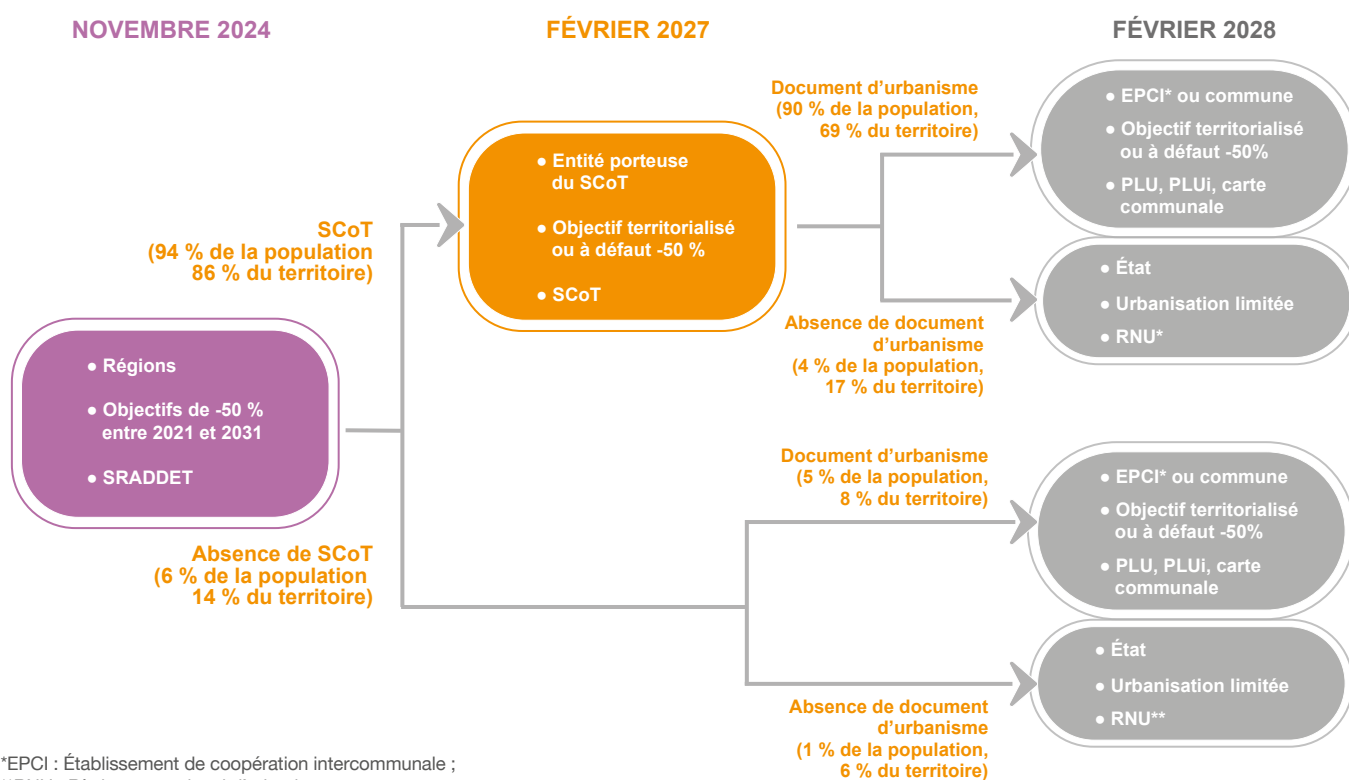 NOVEMBRE 2024
FÉVRIER 2027
FÉVRIER 2028
● Régions
● Objectifs de -50 %
entre 2021 et 2031
● SRADDET
SCoT
(94 % de la population
86 % du territoire)
Absence de SCoT
(6 % de la population
14 % du territoire)
● Entité porteuse
du SCoT
● Objectif territorialisé
ou à défaut -50 %
● SCoT
Document d'urbanisme
(90 % de la population,
69 % du territoire)
● EPCI* ou commune
● Objectif territorialisé
ou à défaut -50%
● PLU, PLUi, carte
communale
Absence de document
d'urbanisme
(4 % de la population,
17 % du territoire)
● État
● Urbanisation limitée
● RNU*
Document d'urbanisme
(5 % de la population,
8 % du territoire)
● EPCI* ou commune
● Objectif territorialisé
ou à défaut -50%
● PLU, PLUi, carte
communale
Absence de document
d'urbanisme
(1 % de la population,
6 % du territoire)
● État
● Urbanisation limitée
● RNU**
*EPCI : Établissement de coopération intercommunale ;